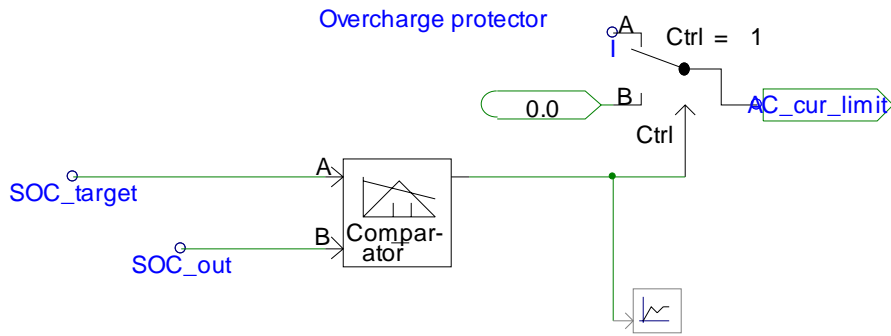 Overcharge protector
A
Ctrl = 1
I
B
0.0
AC_cur_limit
Ctrl
A
SOC_target
Compar-
ator
B
SOC_out